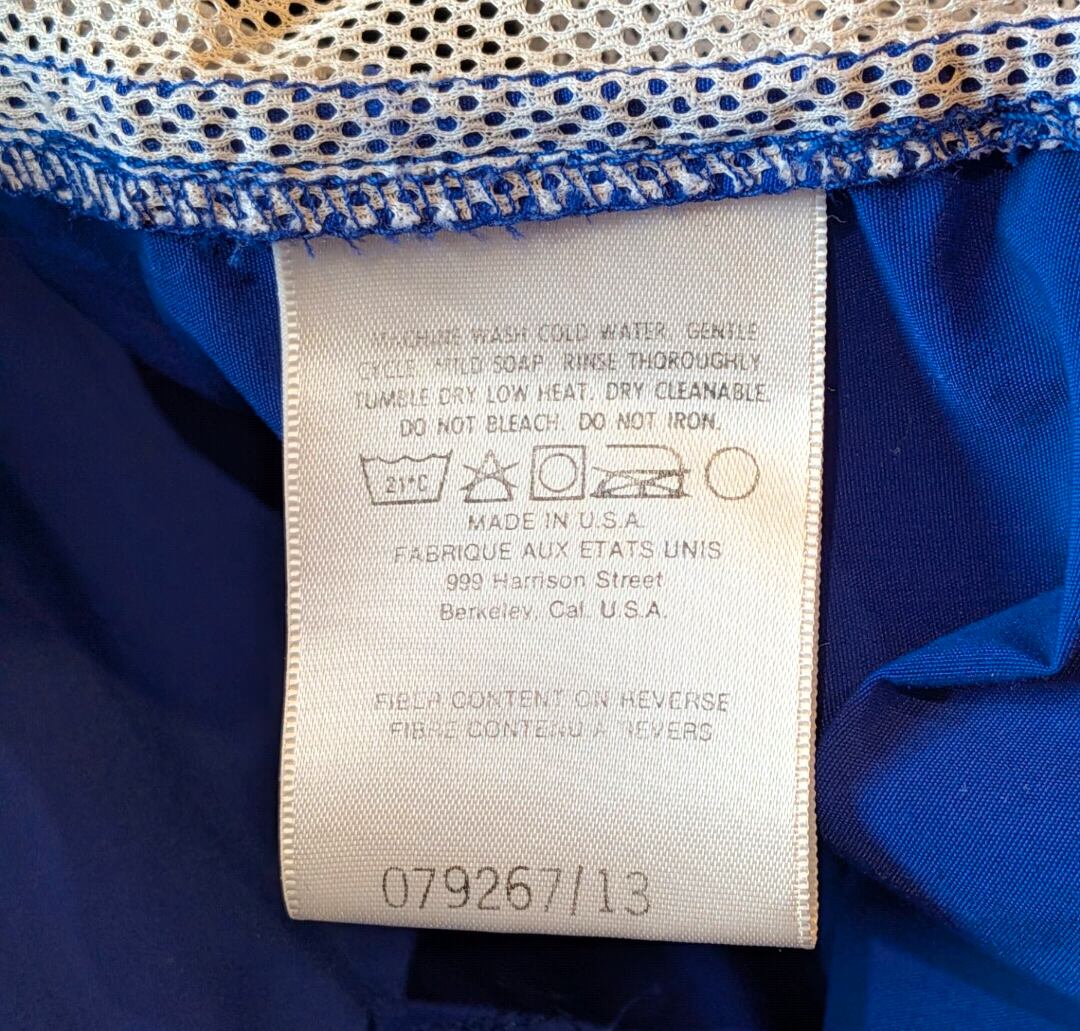 MACHINE WASH COLD WATER, GENTLE
CYCLE, MILD SOAP. RINSE THOROUGHLY
TUMBLE DRY LOW HEAT. DRY CLEANABLE.
DO NOT BLEACH. DO NOT IRON.
21°C
MADE IN U.S.A.
FABRIQUE AUX ETATS UNIS
999 Harrison Street
Berkeley, Cal. U.S.A.
FIBER CONTENT ON REVERSE
FIBRE CONTENU A REVERS
079267/13